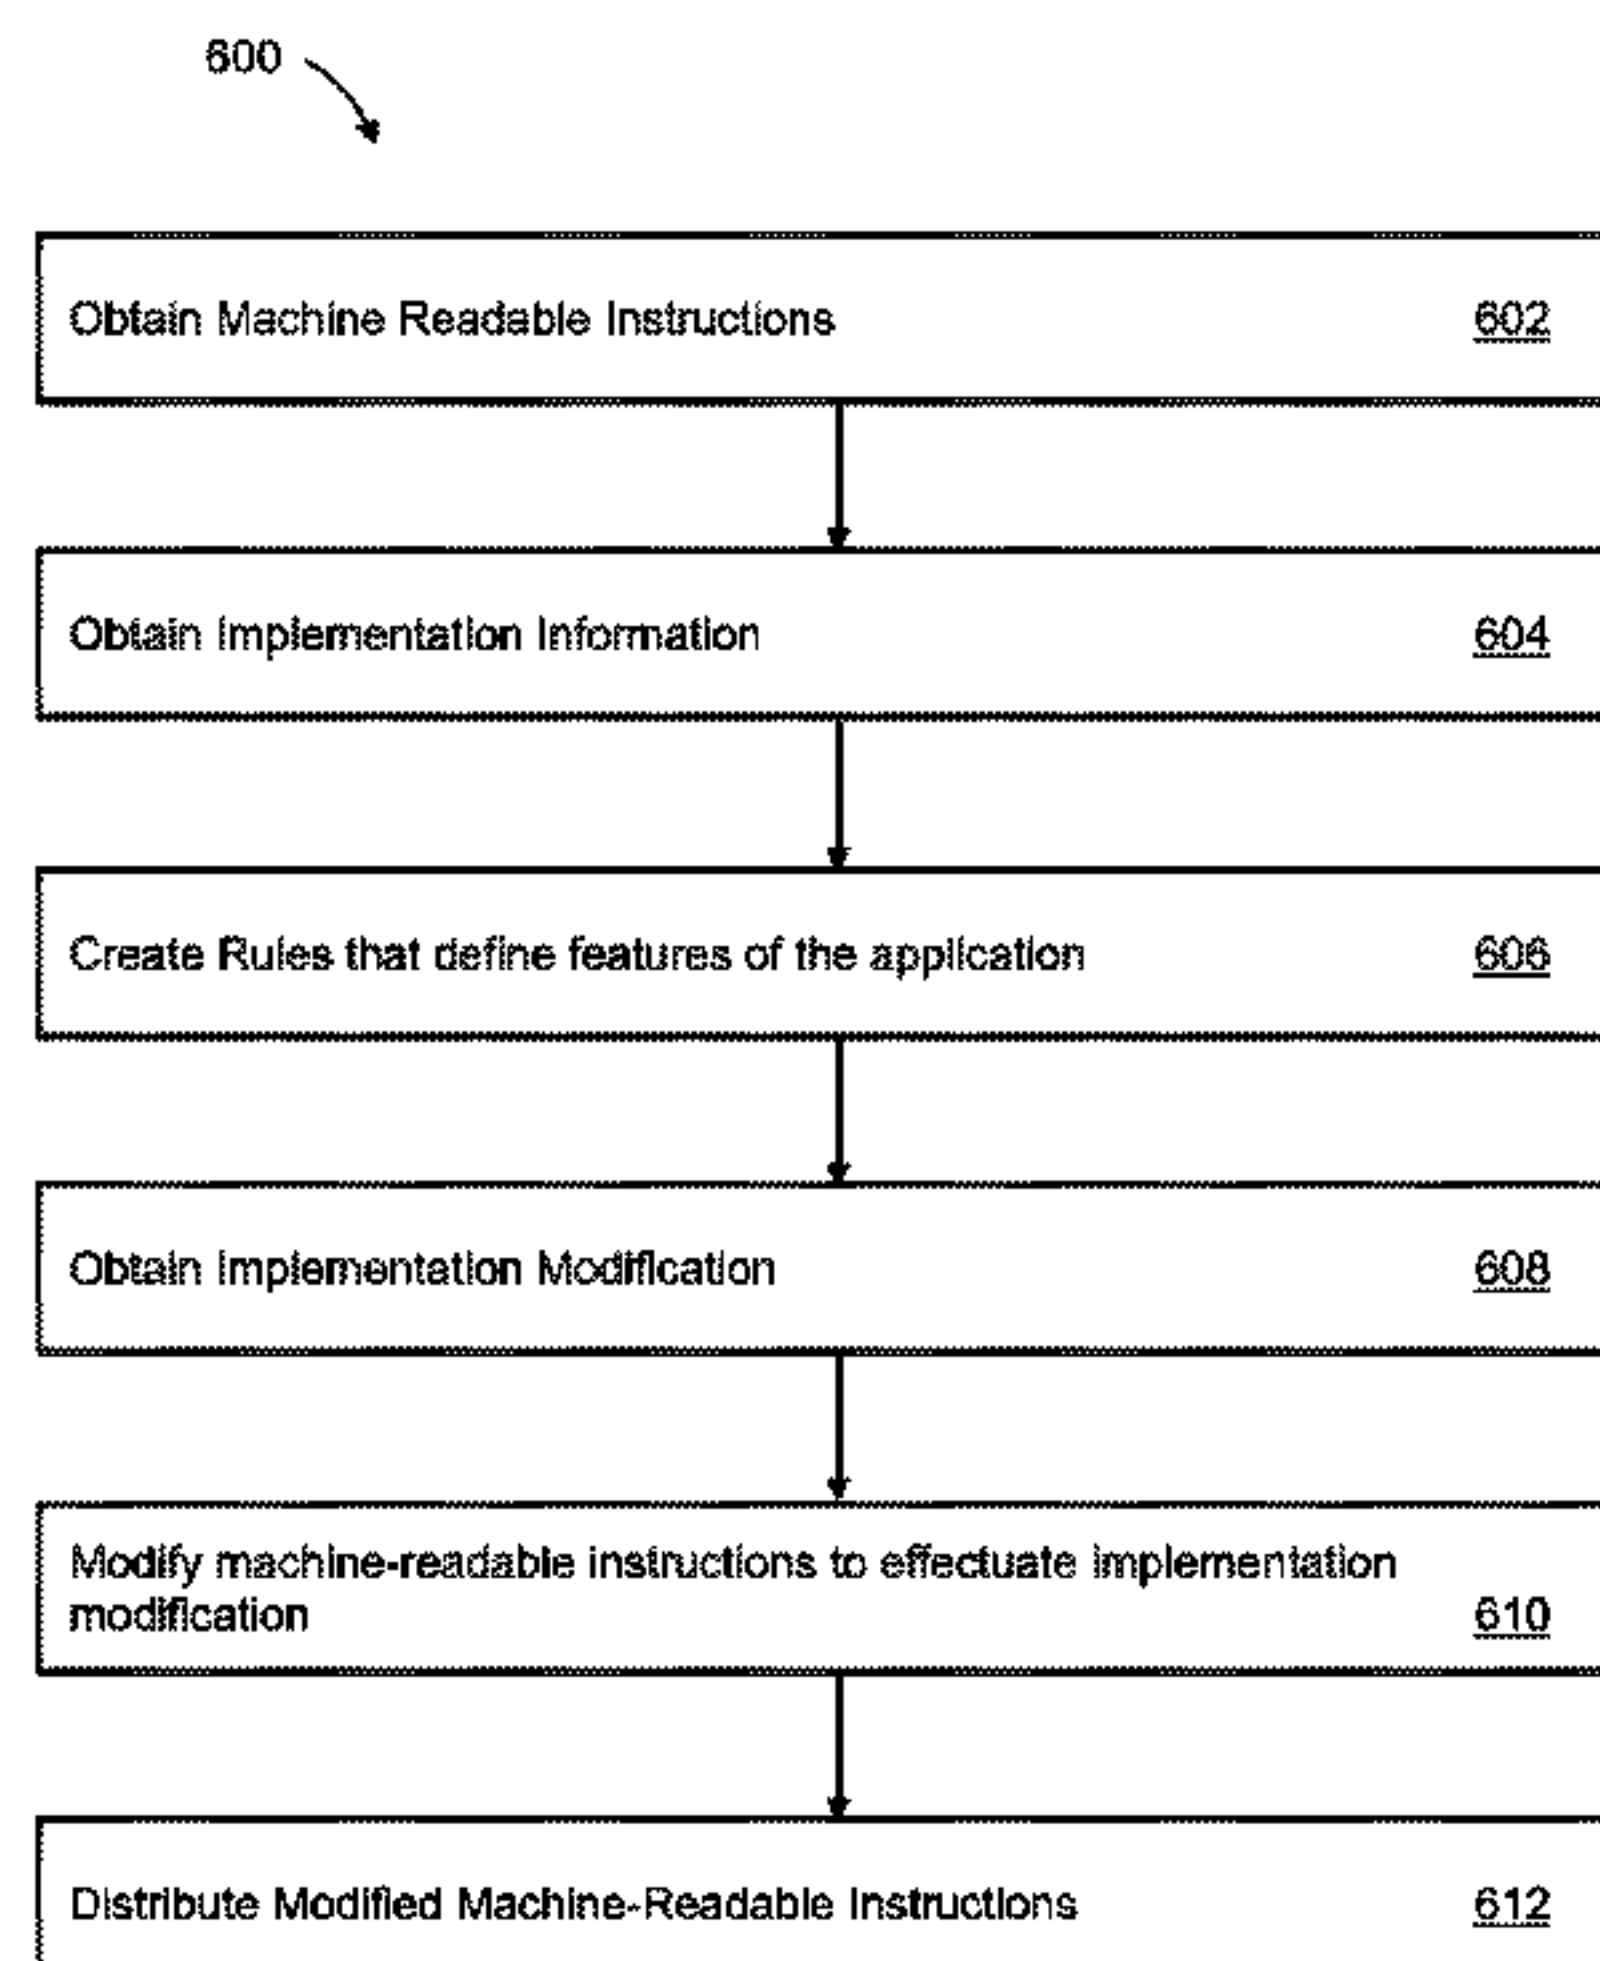 600
Obtain Machine Readable Instructions 602
Obtain Implementation Information 604
Create Rules that define features of the application 606
Obtain Implementation Modification 608
Modify machine-readable instructions to effectuate implementation
modification 610
Distribute Modified Machine-Readable Instructions 612